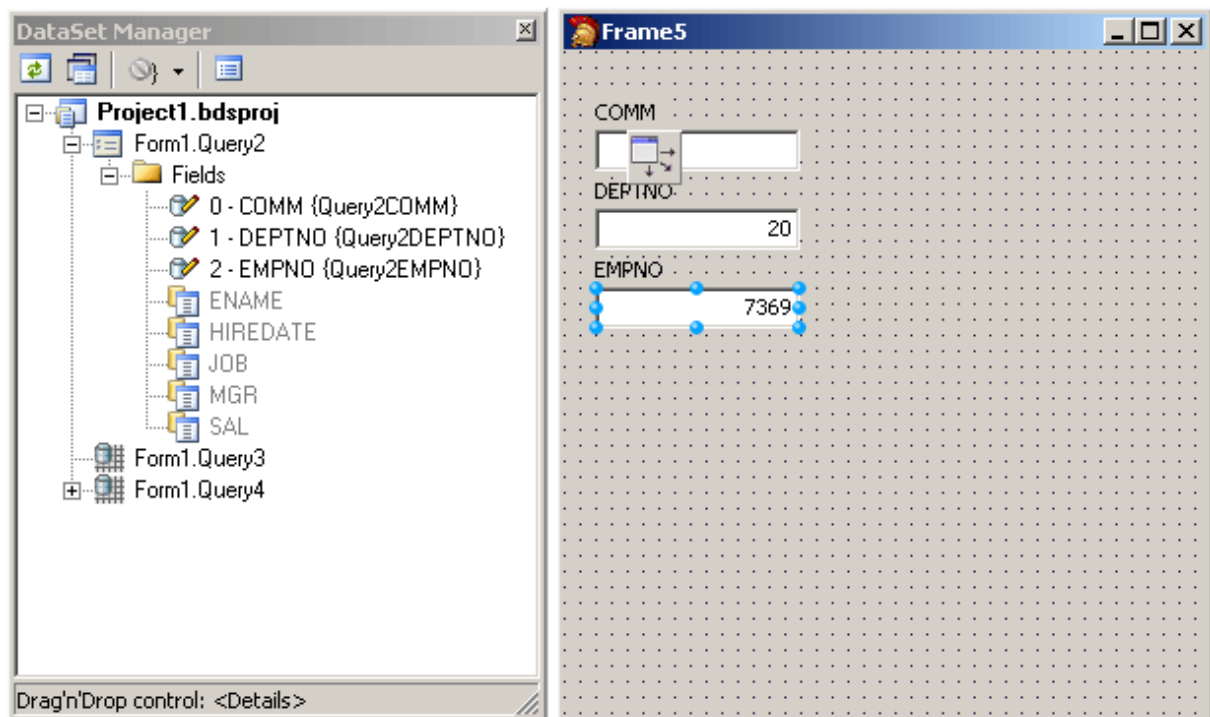 DataSet Manager
Project1.bdsproj
Form1.Query2
Fields
0 - COMM {Query2COMM}
1 - DEPTNO {Query2DEPTNO}
2 - EMPNO {Query2EMPNO}
ENAME
HIREDATE
JOB
MGR
SAL
Form1.Query3
Form1.Query4
Drag'n'Drop control: <Details>
Frame5
COMM
DEPTNO
20
EMPNO
7369